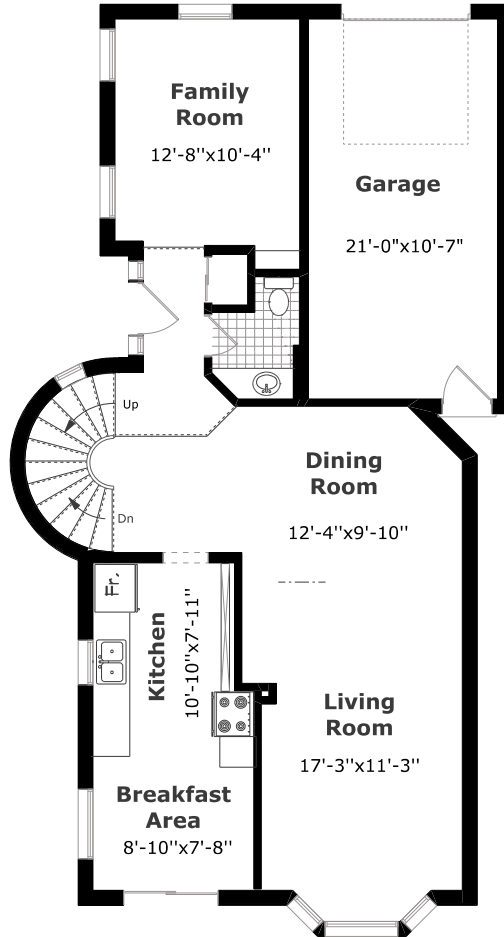 Family
Room
12'-8''x10'-4''
Garage
21'-0"x10'-7"
Up
Dn
Dining
Room
12'-4''x9'-10''
Fr.
Kitchen
10'-10''x7'-11''
Living
Room
17'-3''x11'-3''
Breakfast
Area
8'-10''x7'-8''